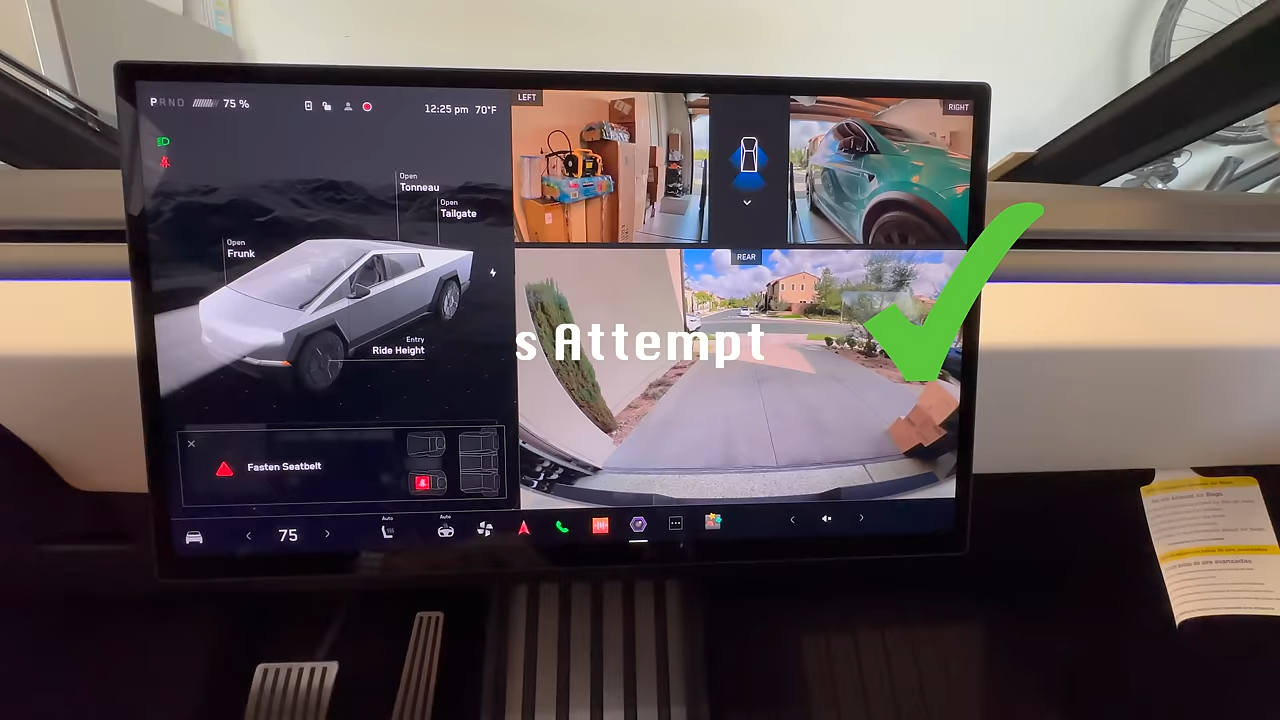 PRND 75 %
12:25 pm 70°F
LEFT
RIGHT
Open
Tonneau
Open
Tailgate
Open
Frunk
REAR
s Attempt
Entry
Ride Height
Fasten Seatbelt
Auto
Auto
75